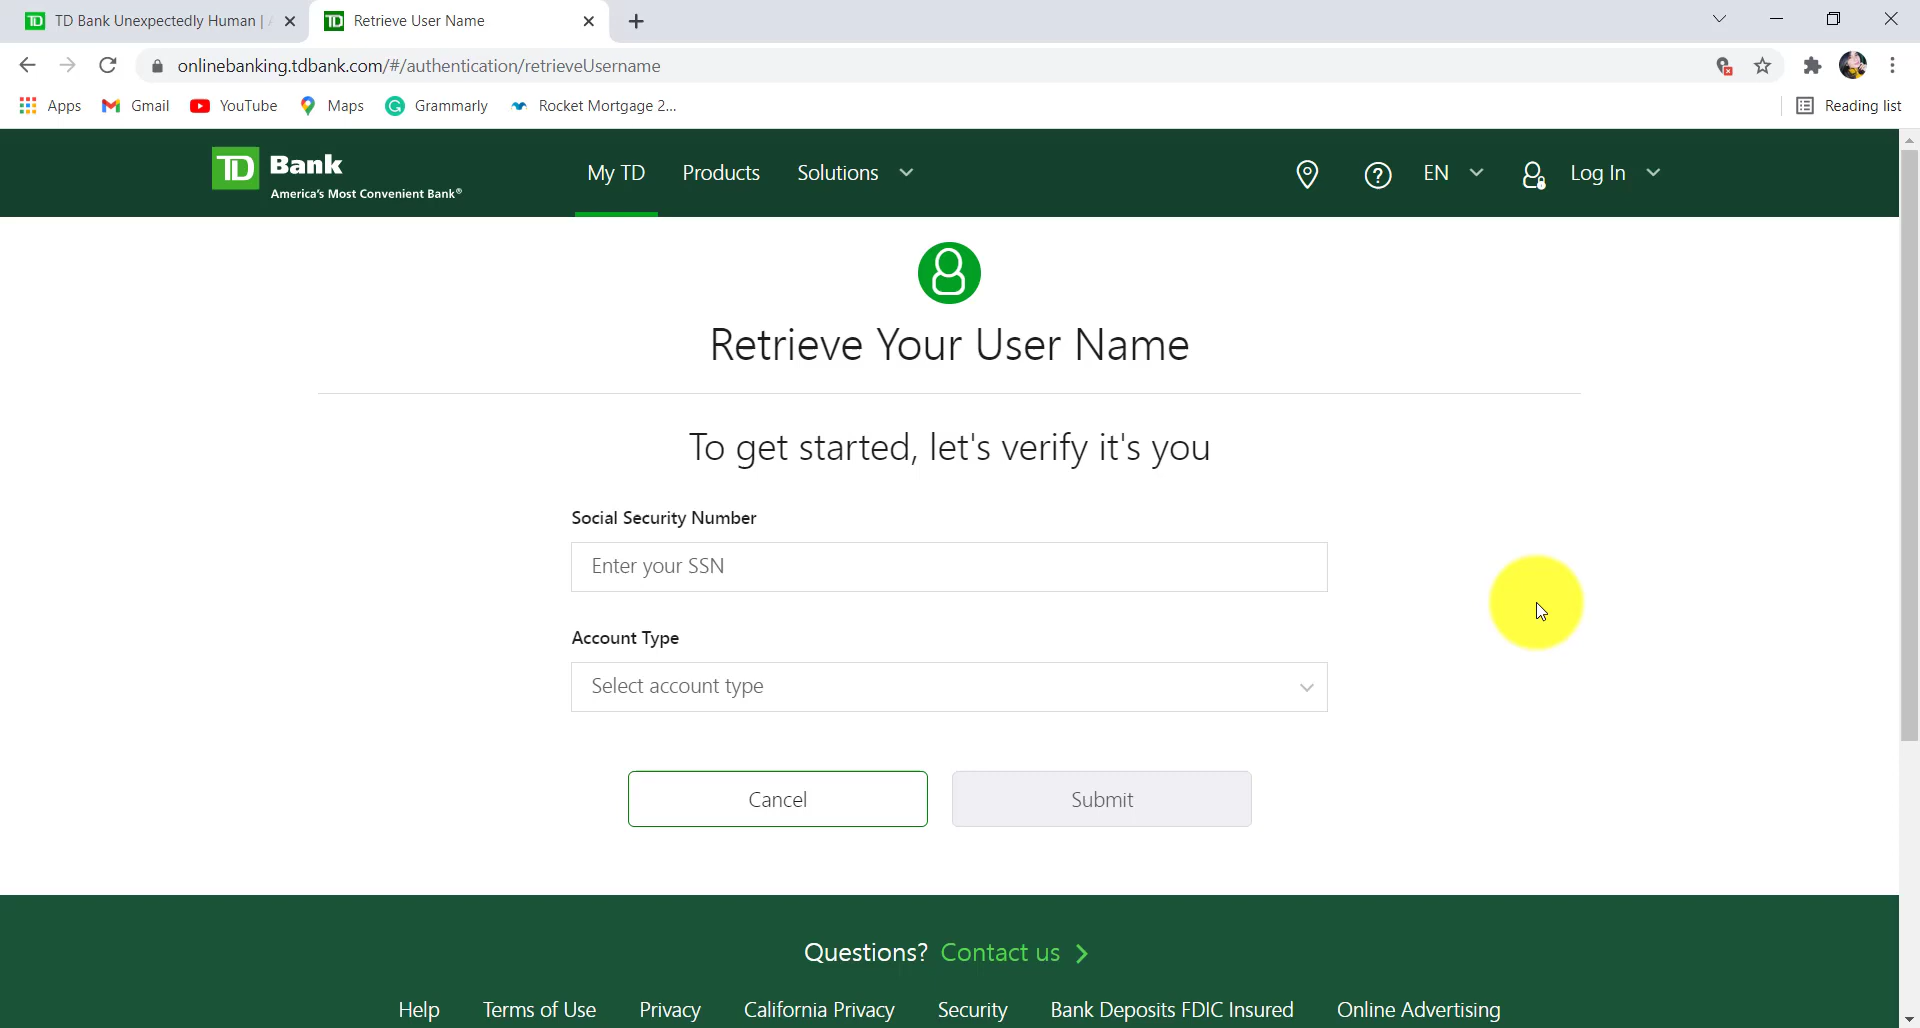 TD Bank Unexpectedly Human |
Retrieve User Name
onlinebanking.tdbank.com/#/authentication/retrieveUsername
Apps
Gmail
YouTube
Maps
Grammarly
Rocket Mortgage 2...
Reading list
TD Bank
America's Most Convenient Bank®
My TD
Products
Solutions
EN
Log In
Retrieve Your User Name
To get started, let's verify it's you
Social Security Number
Enter your SSN
Account Type
Select account type
Cancel
Submit
Questions? Contact us
Help
Terms of Use
Privacy
California Privacy
Security
Bank Deposits FDIC Insured
Online Advertising